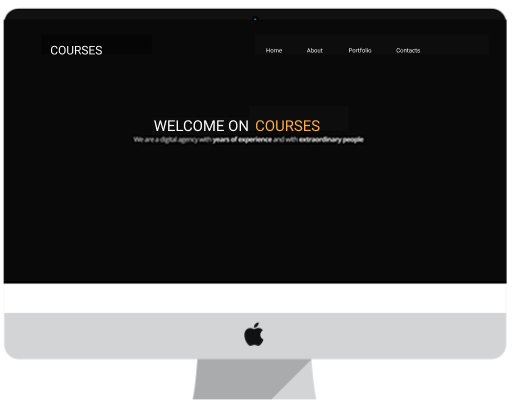 COURSES
Home About Portfolio Contacts
WELCOME ON COURSES
We are a digital agency with years of experience and with extraordinary people